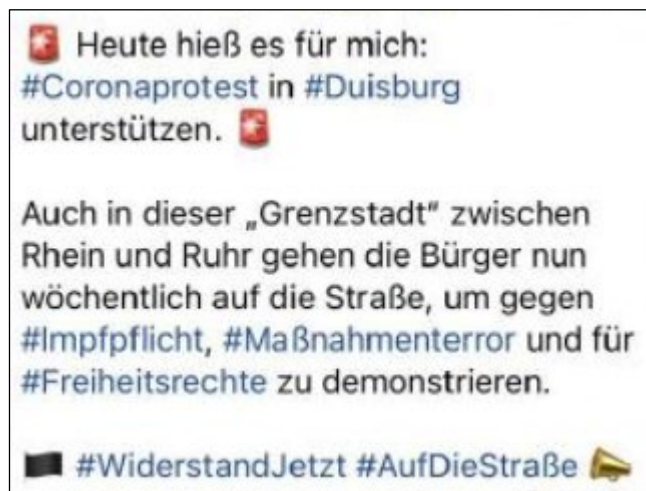 🚨 Heute hieß es für mich:
#Coronaprotest in #Duisburg
unterstützen. 🚨
Auch in dieser „Grenzstadt" zwischen
Rhein und Ruhr gehen die Bürger nun
wöchentlich auf die Straße, um gegen
#Impfpflicht, #Maßnahmenterror und für
#Freiheitsrechte zu demonstrieren.
🏴 #WiderstandJetzt #AufDieStraße 📣